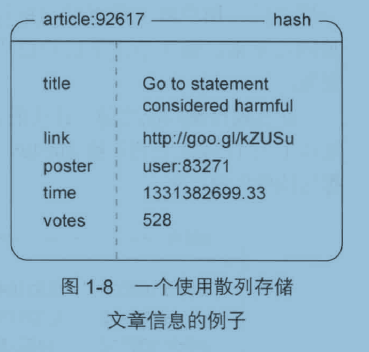 article:92617 hash
title Go to statement
considered harmful
link http://goo.gl/kZUSu
poster user:83271
time 1331382699.33
votes 528
图 1-8 一个使用散列存储
文章信息的例子